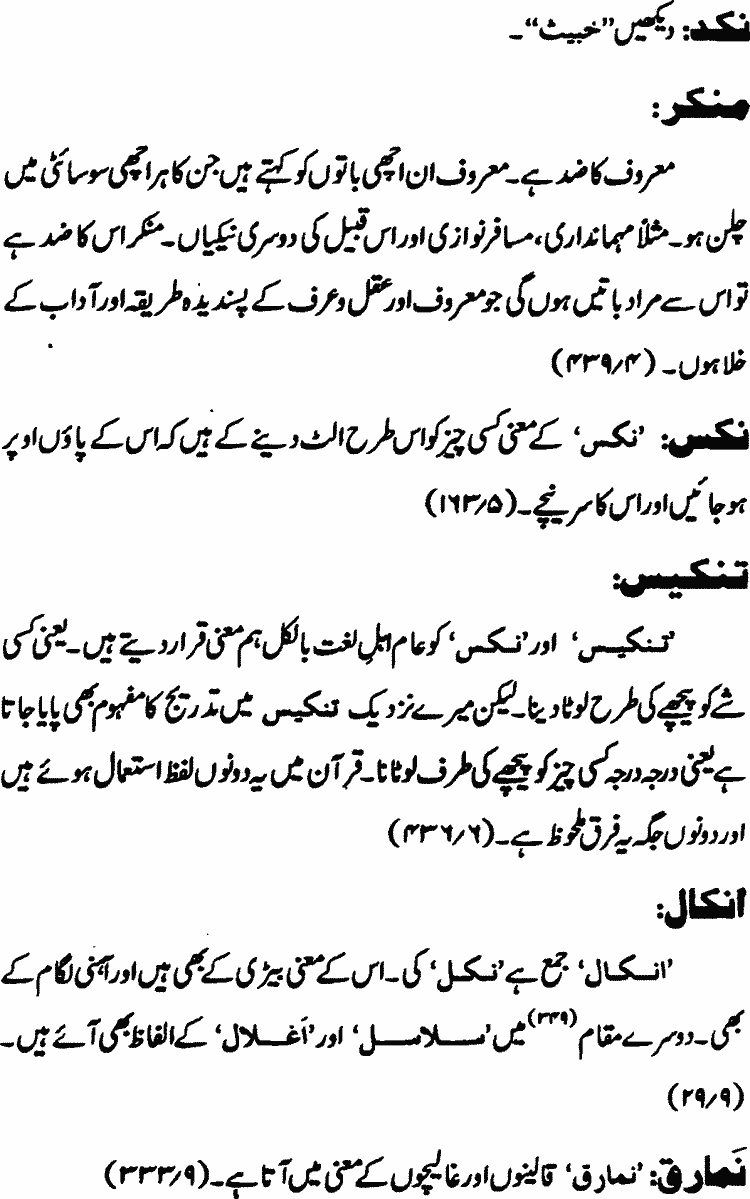 نکد: دیکھیں ”خبیث“۔
منکر:
معروف کا ضد ہے۔ معروف ان اچھی باتوں کو کہتے ہیں جن کا ہر اچھی سوسائٹی میں
چلن ہو۔ مثلاً مہمانداری، مسافر نوازی اور اس قبیل کی دوسری نیکیاں۔ منکر اس کا ضد ہے
تو اس سے مراد باتیں ہوں گی جو معروف اور عقل و عرف کے پسندیدہ طریقہ اور آداب کے
خلا ہوں۔ (۴۳۹/۴)
نکس: ’نکس‘ کے معنی کسی چیز کو اس طرح الٹ دینے کے ہیں کہ اس کے پاؤں اوپر
ہو جائیں اور اس کا سر نیچے۔ (۱۶۳/۵)
تنکیس:
’تنکیس‘ اور ’نکس‘ کو عام اہلِ لغت بالکل ہم معنی قرار دیتے ہیں۔ یعنی کسی
شے کو پیچھے کی طرح لوٹا دینا۔ لیکن میرے نزدیک تنکیس میں تدریج کا مفہوم بھی پایا جاتا
ہے یعنی درجہ درجہ کسی چیز کو پیچھے کی طرف لوٹانا۔ قرآن میں یہ دونوں لفظ استعمال ہوئے ہیں
اور دونوں جگہ یہ فرق ملحوظ ہے۔ (۴۳۶/۶)
انکال:
’انکال‘ جمع ہے ’نکل‘ کی۔ اس کے معنی بیڑی کے بھی ہیں اور آہنی لگام کے
بھی۔ دوسرے مقام (۳۴۹) میں ’سلاسل‘ اور ’اَغلال‘ کے الفاظ بھی آئے ہیں۔
(۲۹/۹)
نَمارق: ’نمارق‘ قالینوں اور غالیچوں کے معنی میں آتا ہے۔ (۳۳۳/۹)